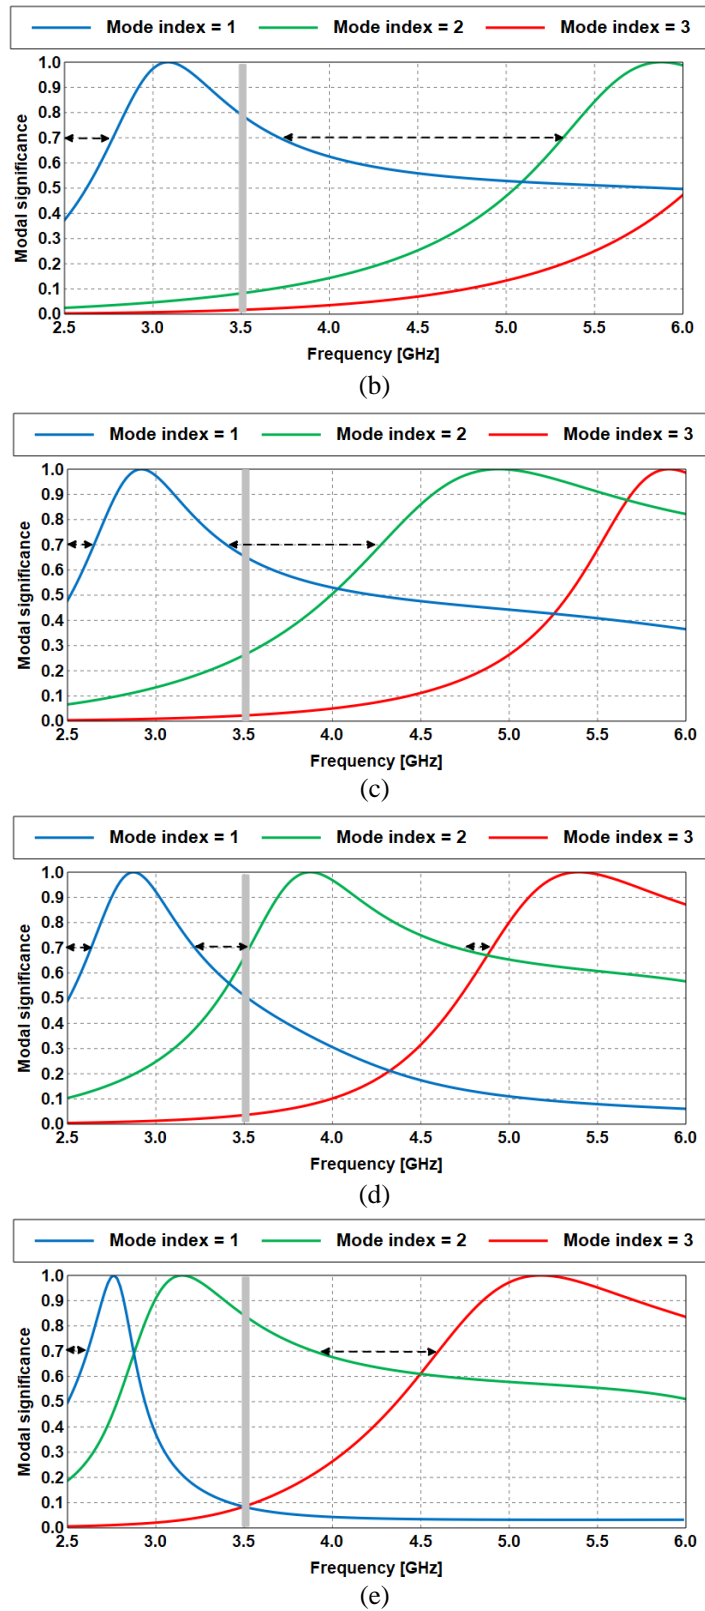 Mode index = 1 Mode index = 2 Mode index = 3
1.0
0.9
0.8
0.7
0.6
0.5
0.4
0.3
0.2
0.1
0.0
Modal significance
2.5 3.0 3.5 4.0 4.5 5.0 5.5 6.0
Frequency [GHz]
(b)
Mode index = 1 Mode index = 2 Mode index = 3
1.0
0.9
0.8
0.7
0.6
0.5
0.4
0.3
0.2
0.1
0.0
Modal significance
2.5 3.0 3.5 4.0 4.5 5.0 5.5 6.0
Frequency [GHz]
(c)
Mode index = 1 Mode index = 2 Mode index = 3
1.0
0.9
0.8
0.7
0.6
0.5
0.4
0.3
0.2
0.1
0.0
Modal significance
2.5 3.0 3.5 4.0 4.5 5.0 5.5 6.0
Frequency [GHz]
(d)
Mode index = 1 Mode index = 2 Mode index = 3
1.0
0.9
0.8
0.7
0.6
0.5
0.4
0.3
0.2
0.1
0.0
Modal significance
2.5 3.0 3.5 4.0 4.5 5.0 5.5 6.0
Frequency [GHz]
(e)